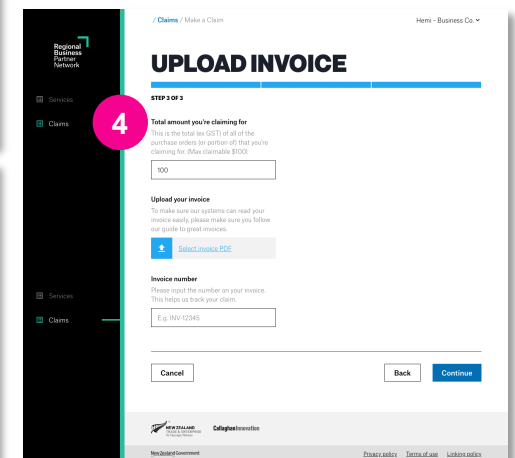 / Claims / Make a Claim
Hemi - Business Co.
Regional
Business
Partner
Network
UPLOAD INVOICE
STEP 3 OF 3
Services
Claims
4
Total amount you're claiming for
This is the total (ex GST) of all of the
purchase orders (or portion of) that you're
claiming for. (Max claimable $100):
100
Upload your invoice
To make sure our systems can read your
invoice easily, please make sure you follow
our guide to great invoices.
Select invoice PDF
Invoice number
Please input the number on your invoice.
This helps us track your claim.
E.g. INV-12345
Services
Claims
Cancel
Back
Continue
NEW ZEALAND
TRADE & ENTERPRISE
CallaghanInnovation
New Zealand Government
Privacy policy
Terms of use
Linking policy